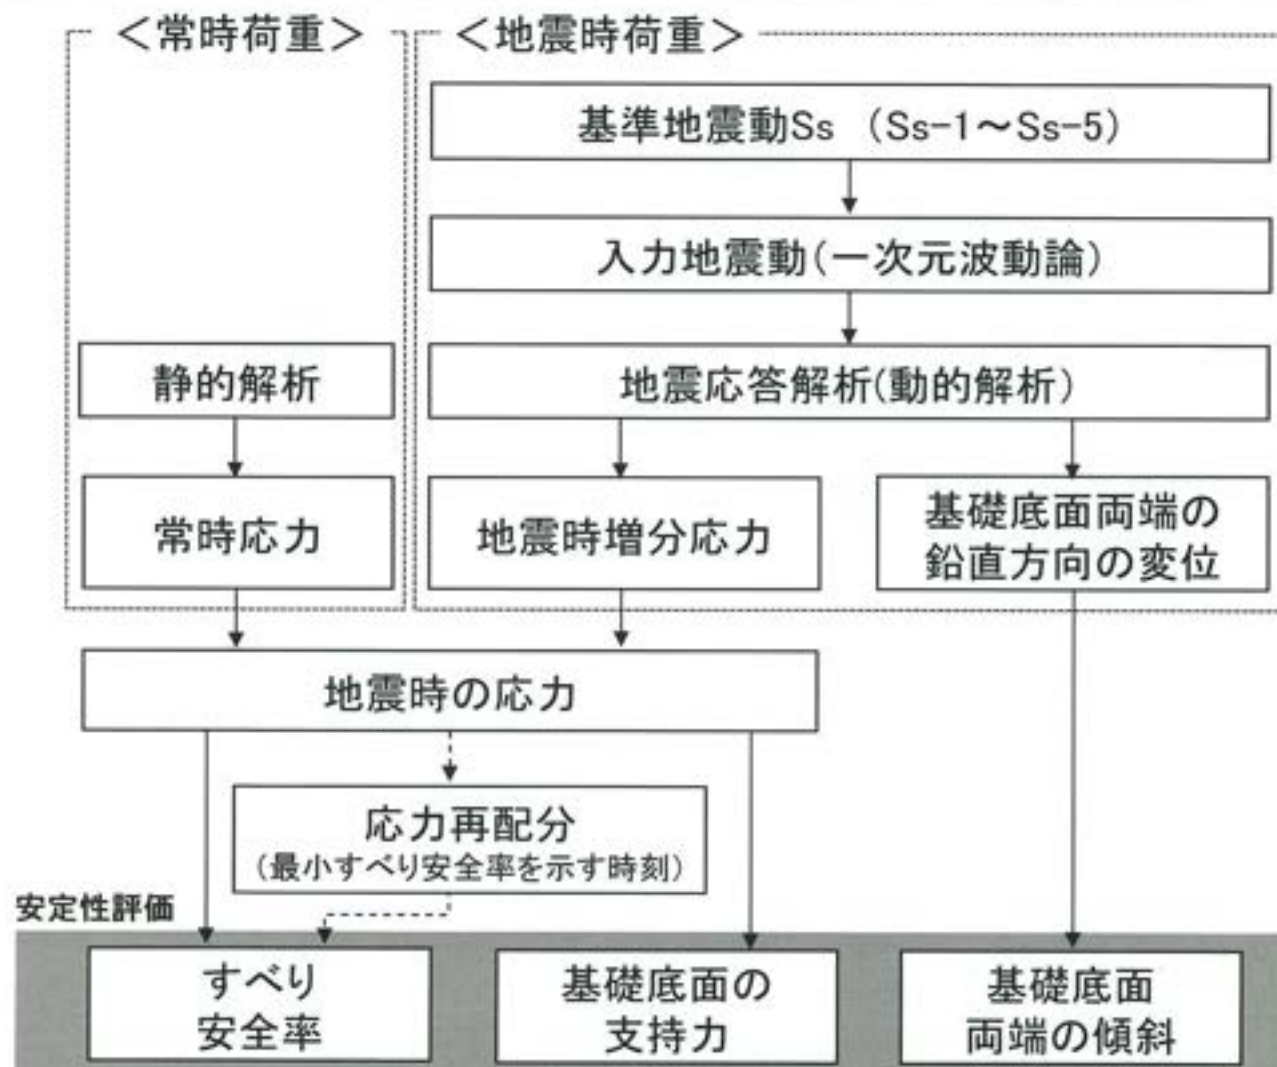 ＜常時荷重＞
＜地震時荷重＞
基準地震動Ss （Ss-1～Ss-5）
入力地震動（一次元波動論）
静的解析
地震応答解析(動的解析）
常時応力
地震時増分応力
基礎底面両端の
鉛直方向の変位
地震時の応力
応力再配分
（最小すべり安全率を示す時刻）
安定性評価
すべり
安全率
基礎底面の
支持力
基礎底面
両端の傾斜